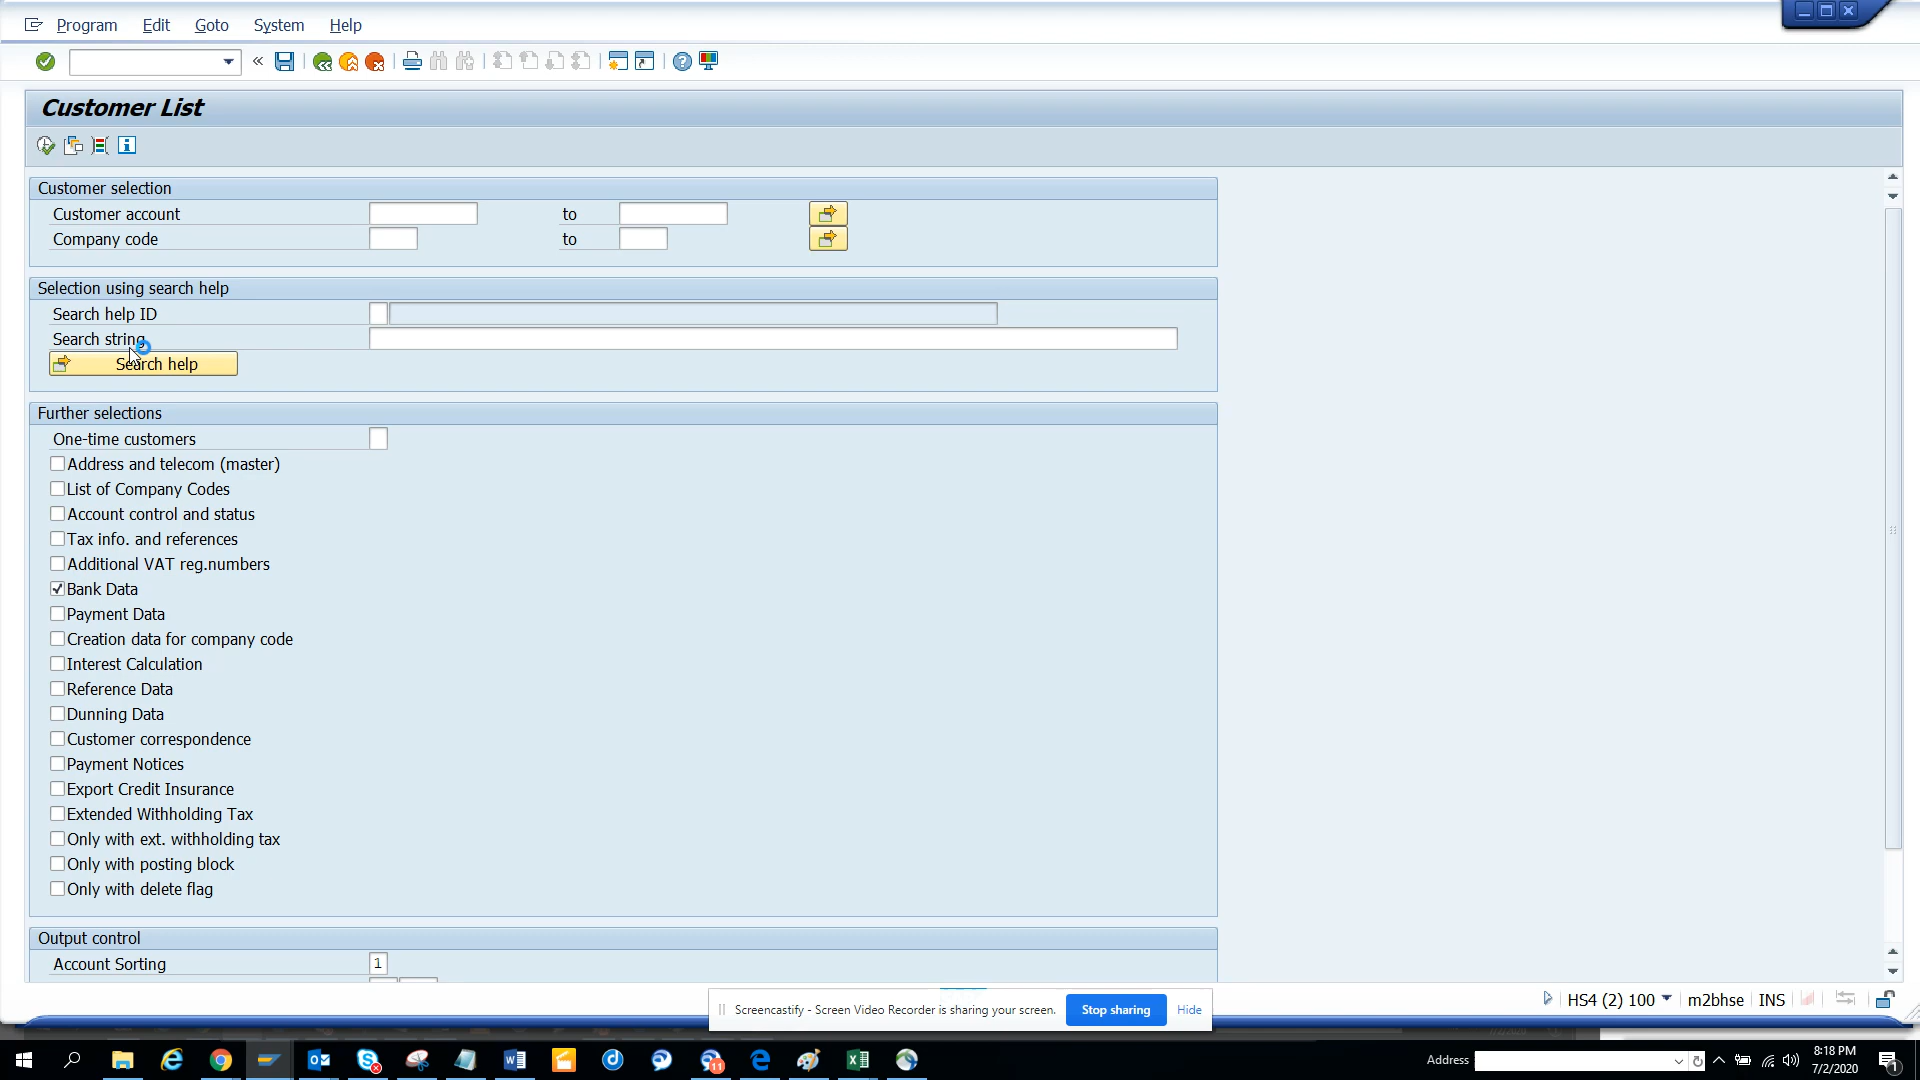 Program Edit Goto System Help
Customer List
Customer selection
Customer account to
Company code to
Selection using search help
Search help ID
Search string
Search help
Further selections
One-time customers
Address and telecom (master)
List of Company Codes
Account control and status
Tax info. and references
Additional VAT reg.numbers
Bank Data
Payment Data
Creation data for company code
Interest Calculation
Reference Data
Dunning Data
Customer correspondence
Payment Notices
Export Credit Insurance
Extended Withholding Tax
Only with ext. withholding tax
Only with posting block
Only with delete flag
Output control
Account Sorting 1
HS4 (2) 100 m2bhse INS
Screencastify - Screen Video Recorder is sharing your screen. Stop sharing Hide
Address
8:18 PM
7/2/2020
11
1